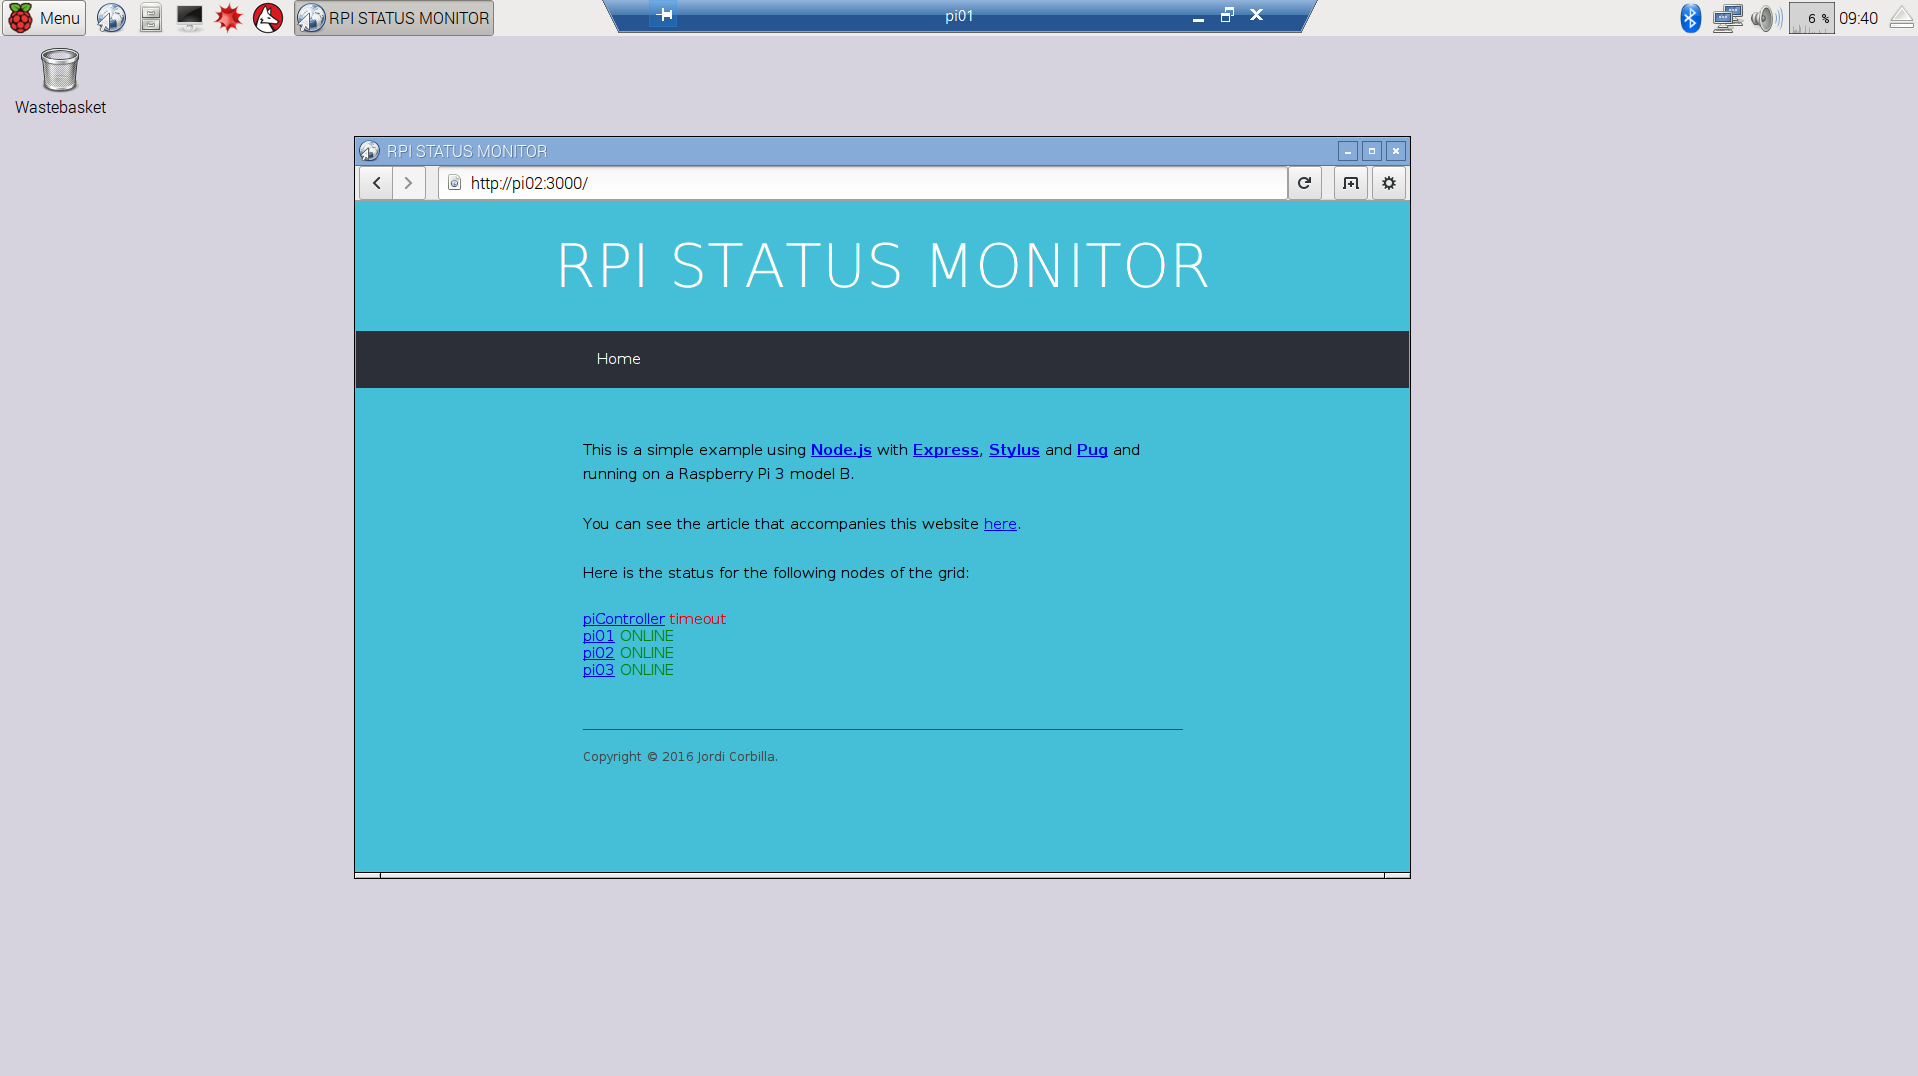 Menu
RPI STATUS MONITOR
pi01
6 %
09:40
Wastebasket
RPI STATUS MONITOR
http://pi02:3000/
RPI STATUS MONITOR
Home
This is a simple example using Node.js with Express, Stylus and Pug and
running on a Raspberry Pi 3 model B.
You can see the article that accompanies this website here.
Here is the status for the following nodes of the grid:
piController timeout
pi01 ONLINE
pi02 ONLINE
pi03 ONLINE
Copyright © 2016 Jordi Corbilla.